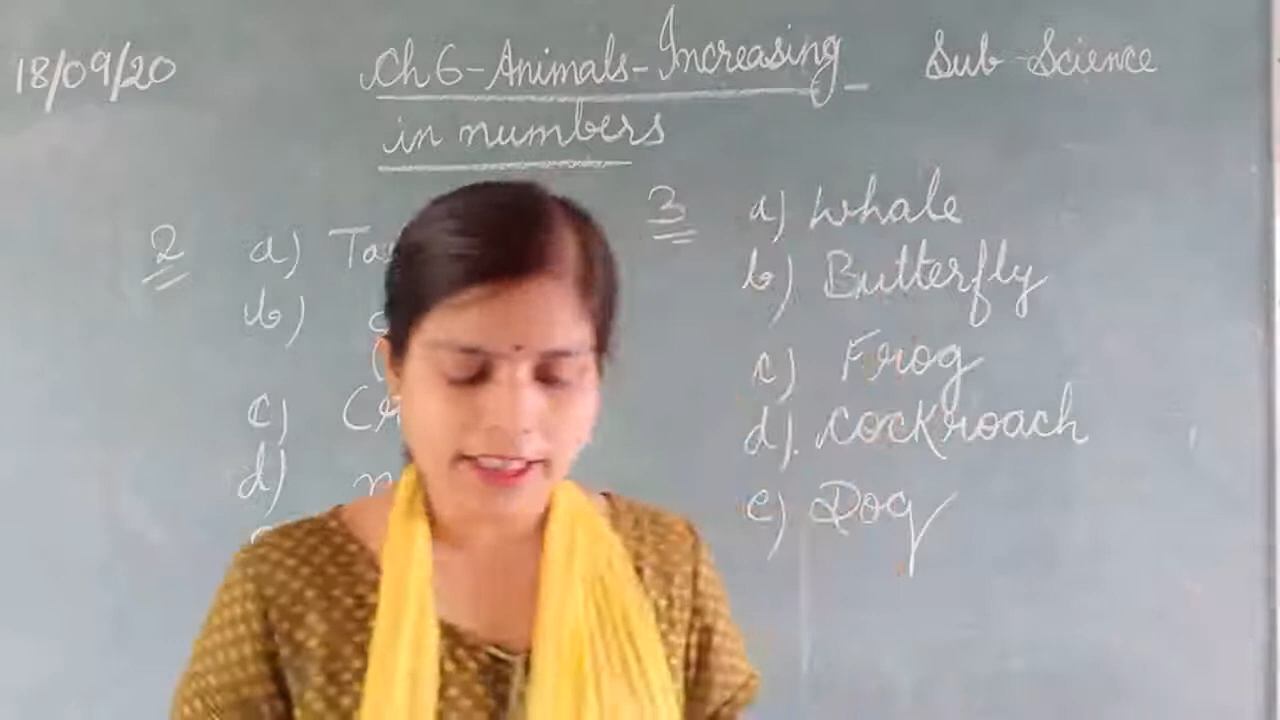 18/09/20 Ch 6-Animals-Increasing Sub-Science
in numbers
2
a)
b)
c)
d)
3
a) Whale
b) Butterfly
c) Frog
d). Cockroach
e) Dog